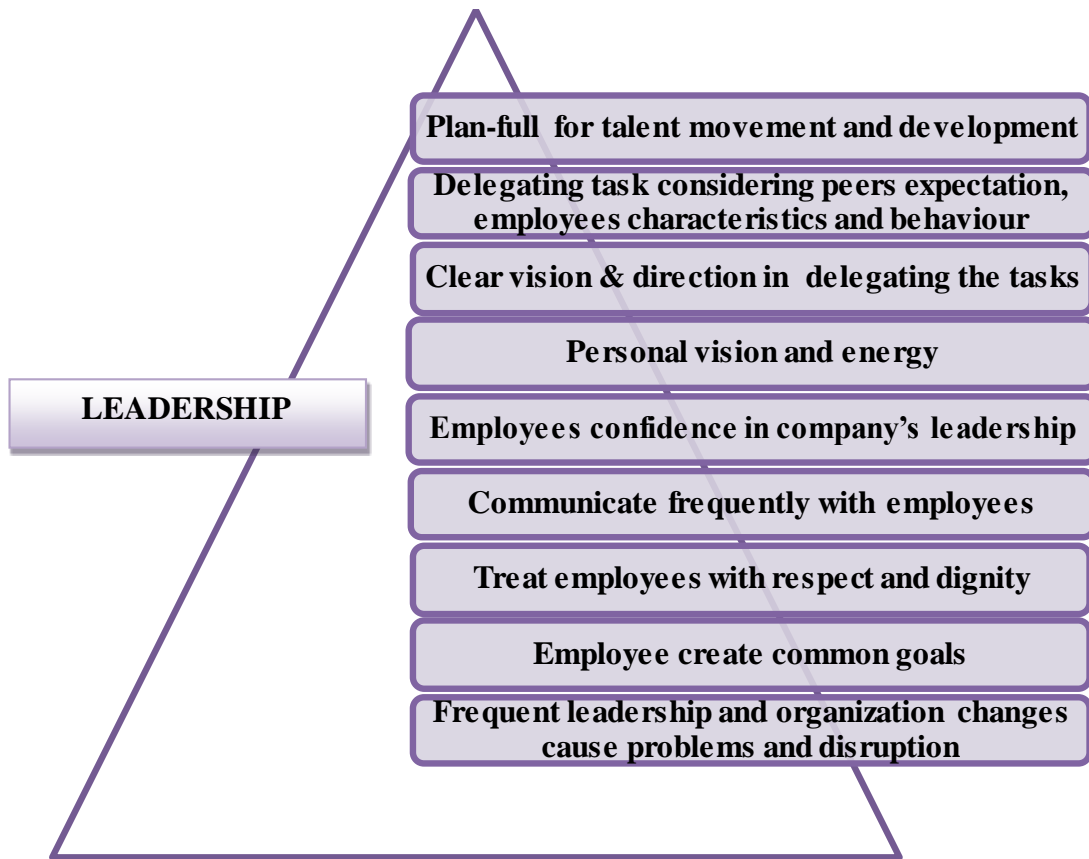 Plan-full for talent movement and development
Delegating task considering peers expectation,
employees characteristics and behaviour
Clear vision & direction in delegating the tasks
Personal vision and energy
LEADERSHIP
Employees confidence in company’s leadership
Communicate frequently with employees
Treat employees with respect and dignity
Employee create common goals
Frequent leadership and organization changes
cause problems and disruption